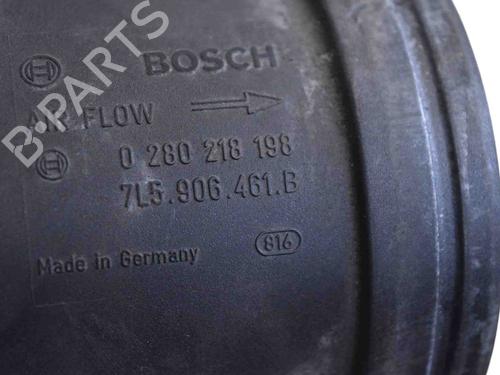 BOSCH
AIR FLOW
0 280 218 198
7L5.906.461.B
816
Made in Germany
B-PARTS